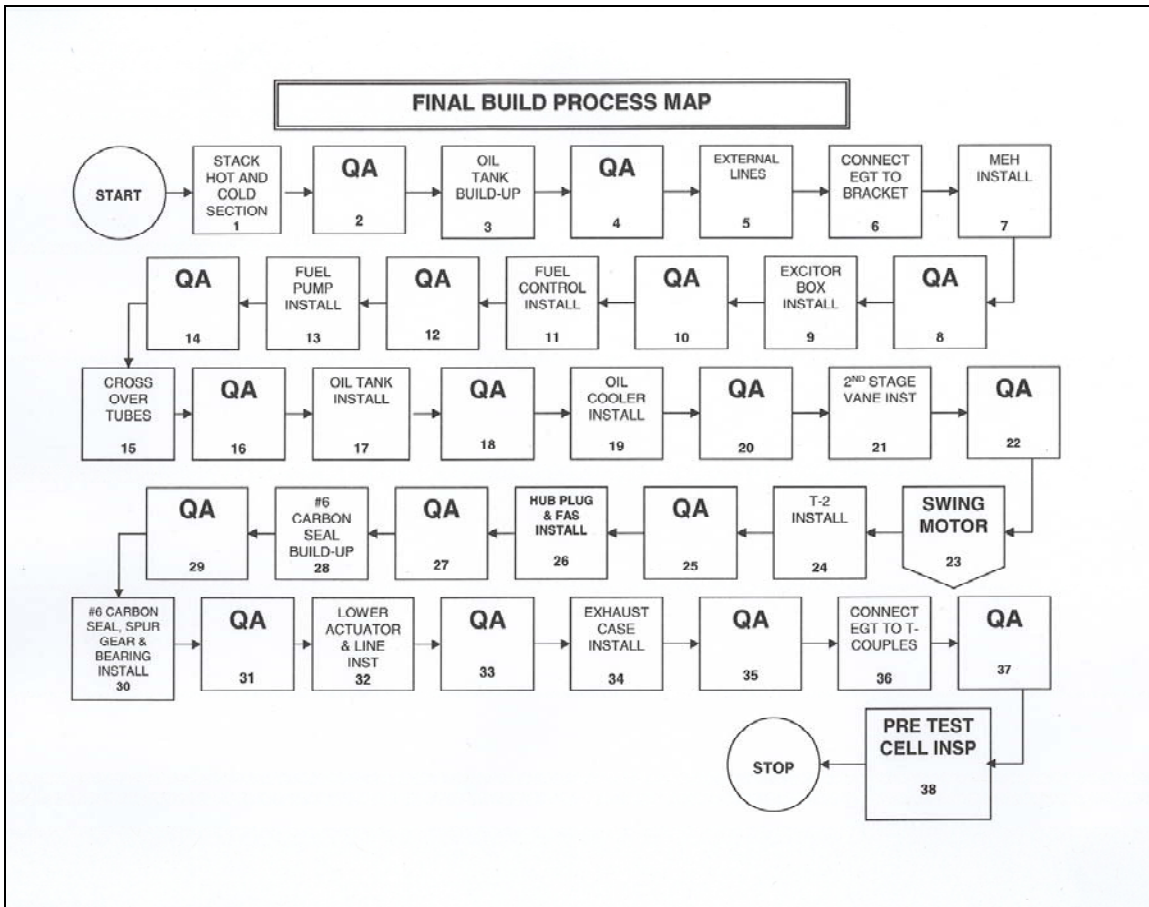 FINAL BUILD PROCESS MAP
START
STACK
HOT AND
COLD
SECTION
1
QA
2
OIL
TANK
BUILD-UP
3
QA
4
EXTERNAL
LINES
5
CONNECT
EGT TO
BRACKET
6
MEH
INSTALL
7
QA
8
EXCITOR
BOX
INSTALL
9
QA
10
FUEL
CONTROL
INSTALL
11
QA
12
FUEL
PUMP
INSTALL
13
QA
14
CROSS
OVER
TUBES
15
QA
16
OIL TANK
INSTALL
17
QA
18
OIL
COOLER
INSTALL
19
QA
20
2ND STAGE
VANE INST
21
QA
22
SWING
MOTOR
23
T-2
INSTALL
24
QA
25
HUB PLUG
& FAS
INSTALL
26
QA
27
#6
CARBON
SEAL
BUILD-UP
28
QA
29
#6 CARBON
SEAL, SPUR
GEAR &
BEARING
INSTALL
30
QA
31
LOWER
ACTUATOR
& LINE
INST
32
QA
33
EXHAUST
CASE
INSTALL
34
QA
35
CONNECT
EGT TO T-
COUPLES
36
QA
37
PRE TEST
CELL INSP
38
STOP